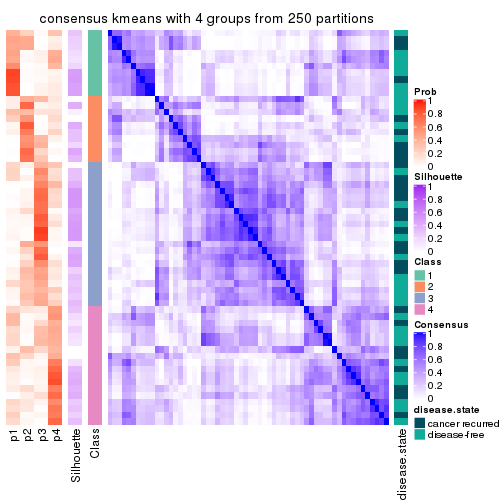 consensus kmeans with 4 groups from 250 partitions
Prob
1
0.8
0.6
0.4
0.2
0
Silhouette
1
0.8
0.6
0.4
0.2
0
Class
1
2
3
4
Consensus
1
0.8
0.6
0.4
0.2
0
disease.state
cancer recurred
disease-free
p1
p2
p3
p4
Silhouette
Class
disease.state